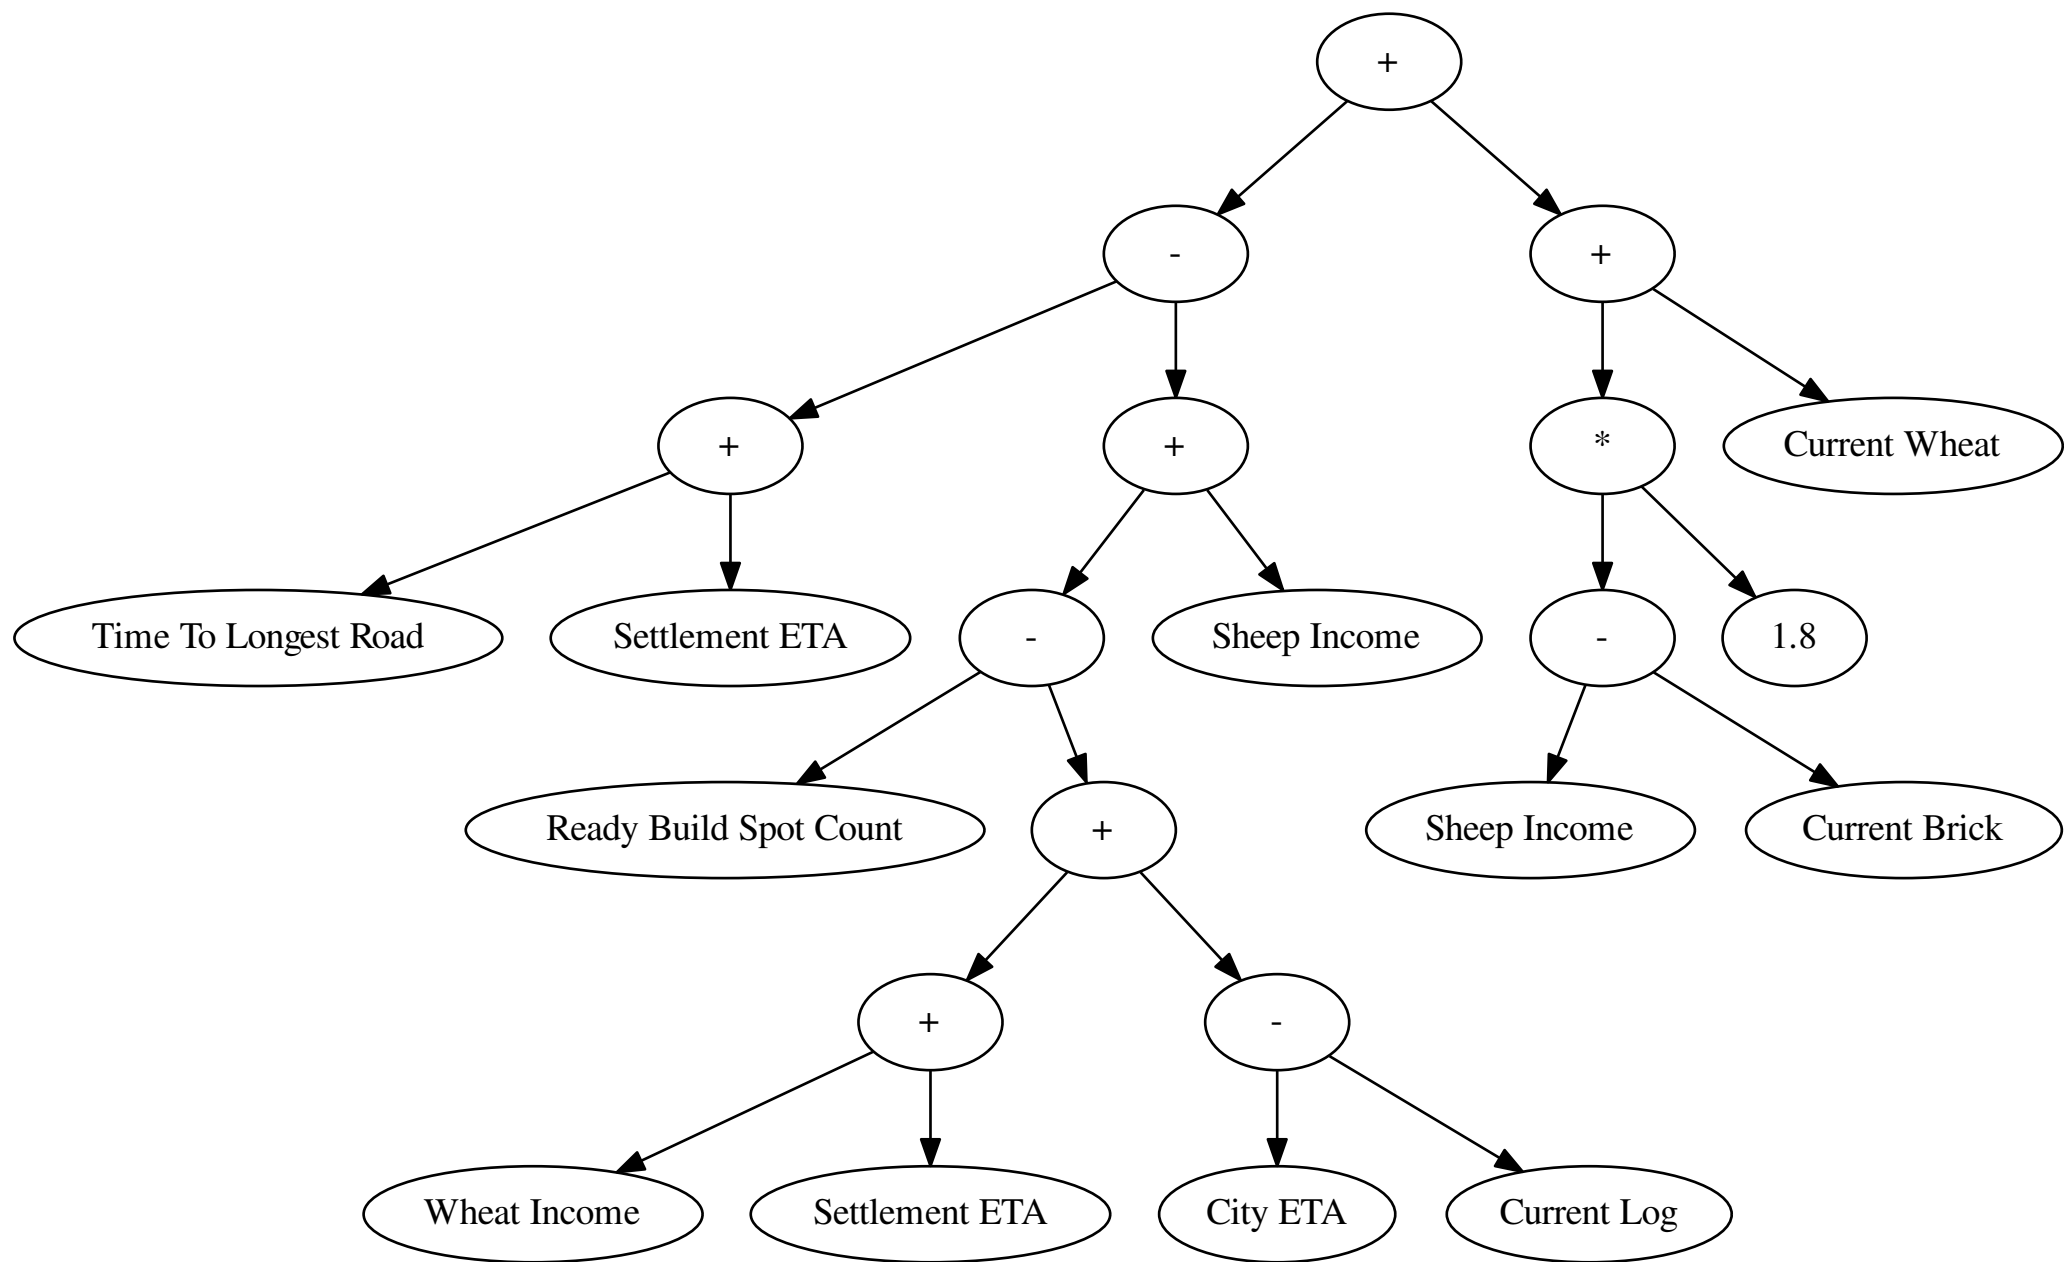 +
-
+
+
+
*
Current Wheat
Time To Longest Road
Settlement ETA
-
Sheep Income
-
1.8
Ready Build Spot Count
+
Sheep Income
Current Brick
+
-
Wheat Income
Settlement ETA
City ETA
Current Log